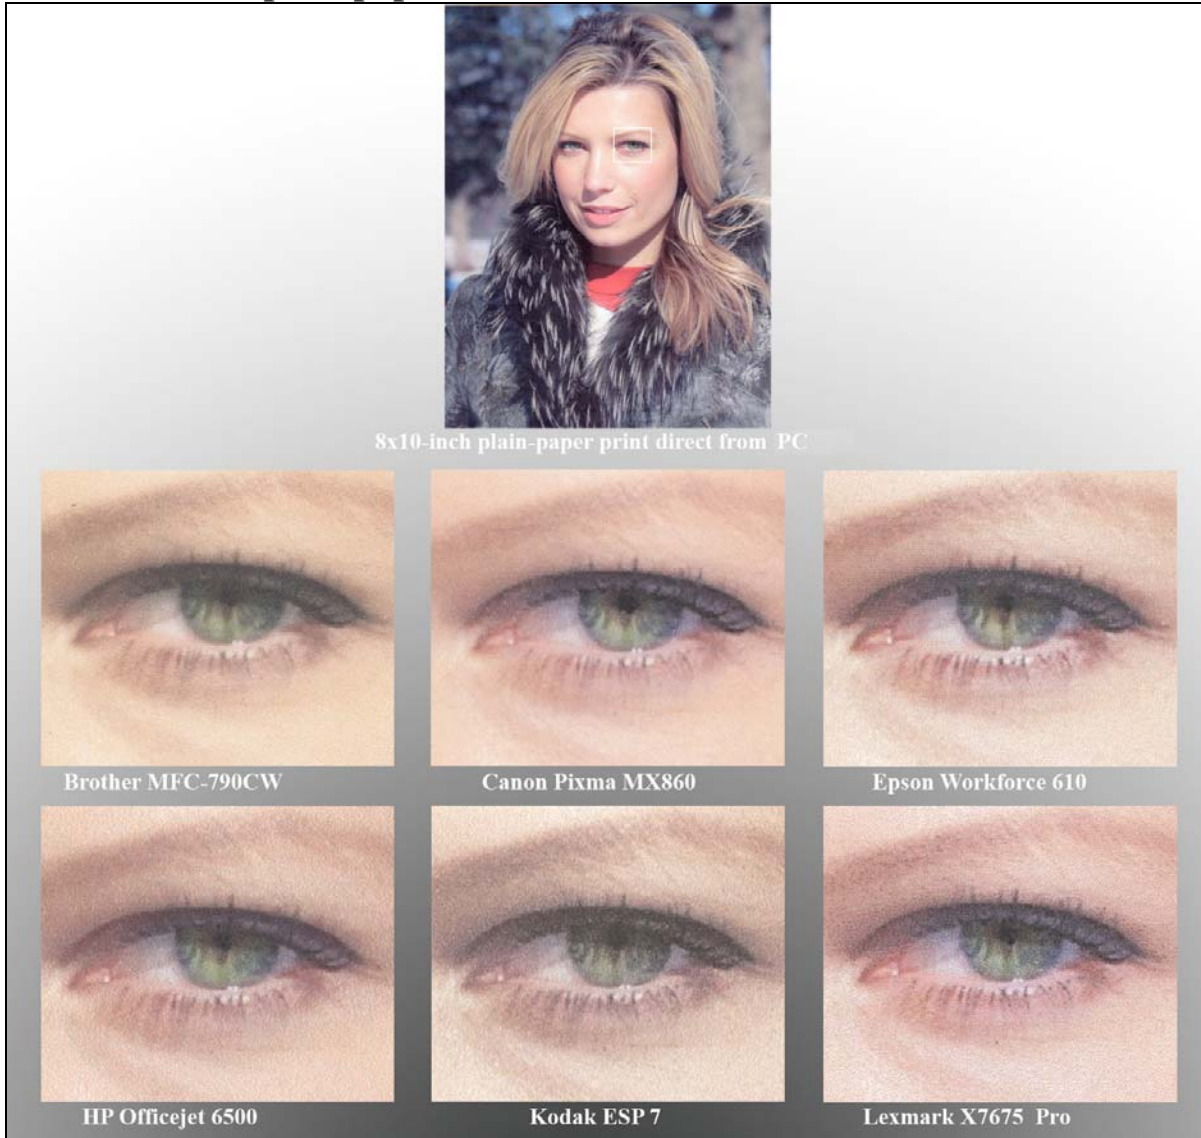 8x10-inch plain-paper print direct from PC
Brother MFC-790CW
Canon Pixma MX860
Epson Workforce 610
HP Officejet 6500
Kodak ESP 7
Lexmark X7675 Pro